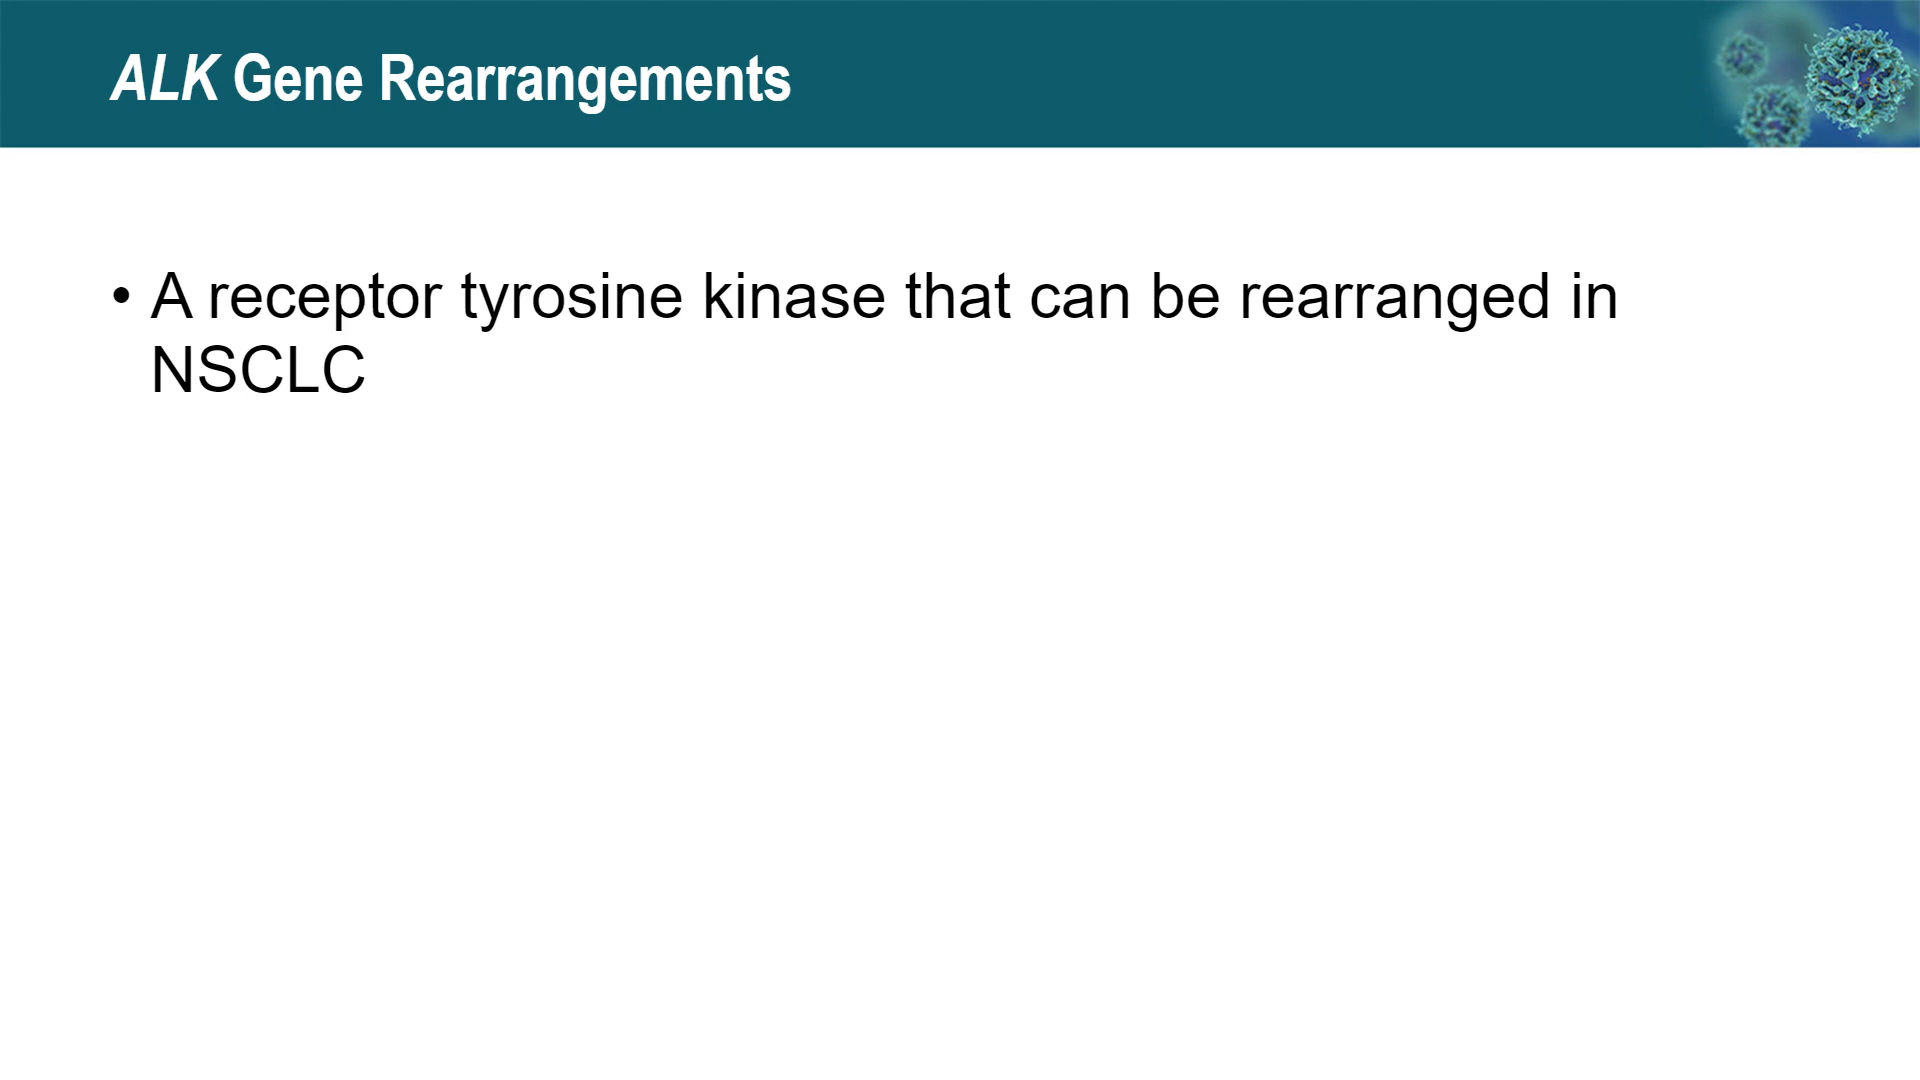 ALK Gene Rearrangements
• A receptor tyrosine kinase that can be rearranged in
NSCLC